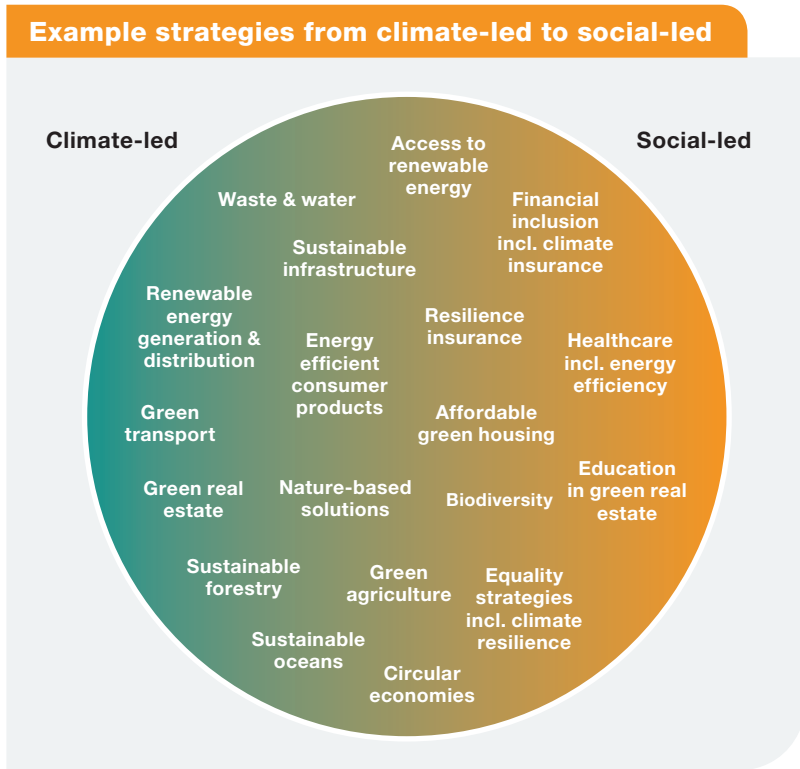 Example strategies from climate-led to social-led
Climate-led
Social-led
Access to
renewable
energy
Waste & water
Financial
inclusion
incl. climate
insurance
Sustainable
infrastructure
Renewable
energy
generation &
distribution
Resilience
insurance
Energy
efficient
consumer
products
Healthcare
incl. energy
efficiency
Green
transport
Affordable
green housing
Education
in green real
estate
Green real
estate
Nature-based
solutions
Biodiversity
Sustainable
forestry
Green
agriculture
Equality
strategies
incl. climate
resilience
Sustainable
oceans
Circular
economies